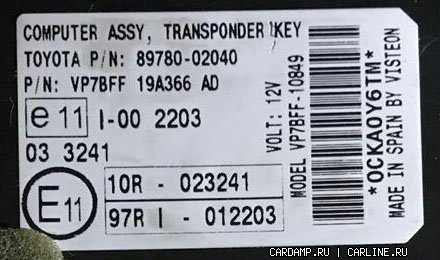 COMPUTER ASSY, TRANSPONDER KEY
TOYOTA P/N: 89780-02040
P/N: VP7BFF 19A366 AD
e 11 I-00 2203
03 3241
E11
10R - 023241
97R I - 012203
VOLT: 12V
MODEL VP7BFF-10849
*0CKA0Y6TM*
MADE IN SPAIN BY VISTEON
CARDAMP.RU | CARLINE.RU